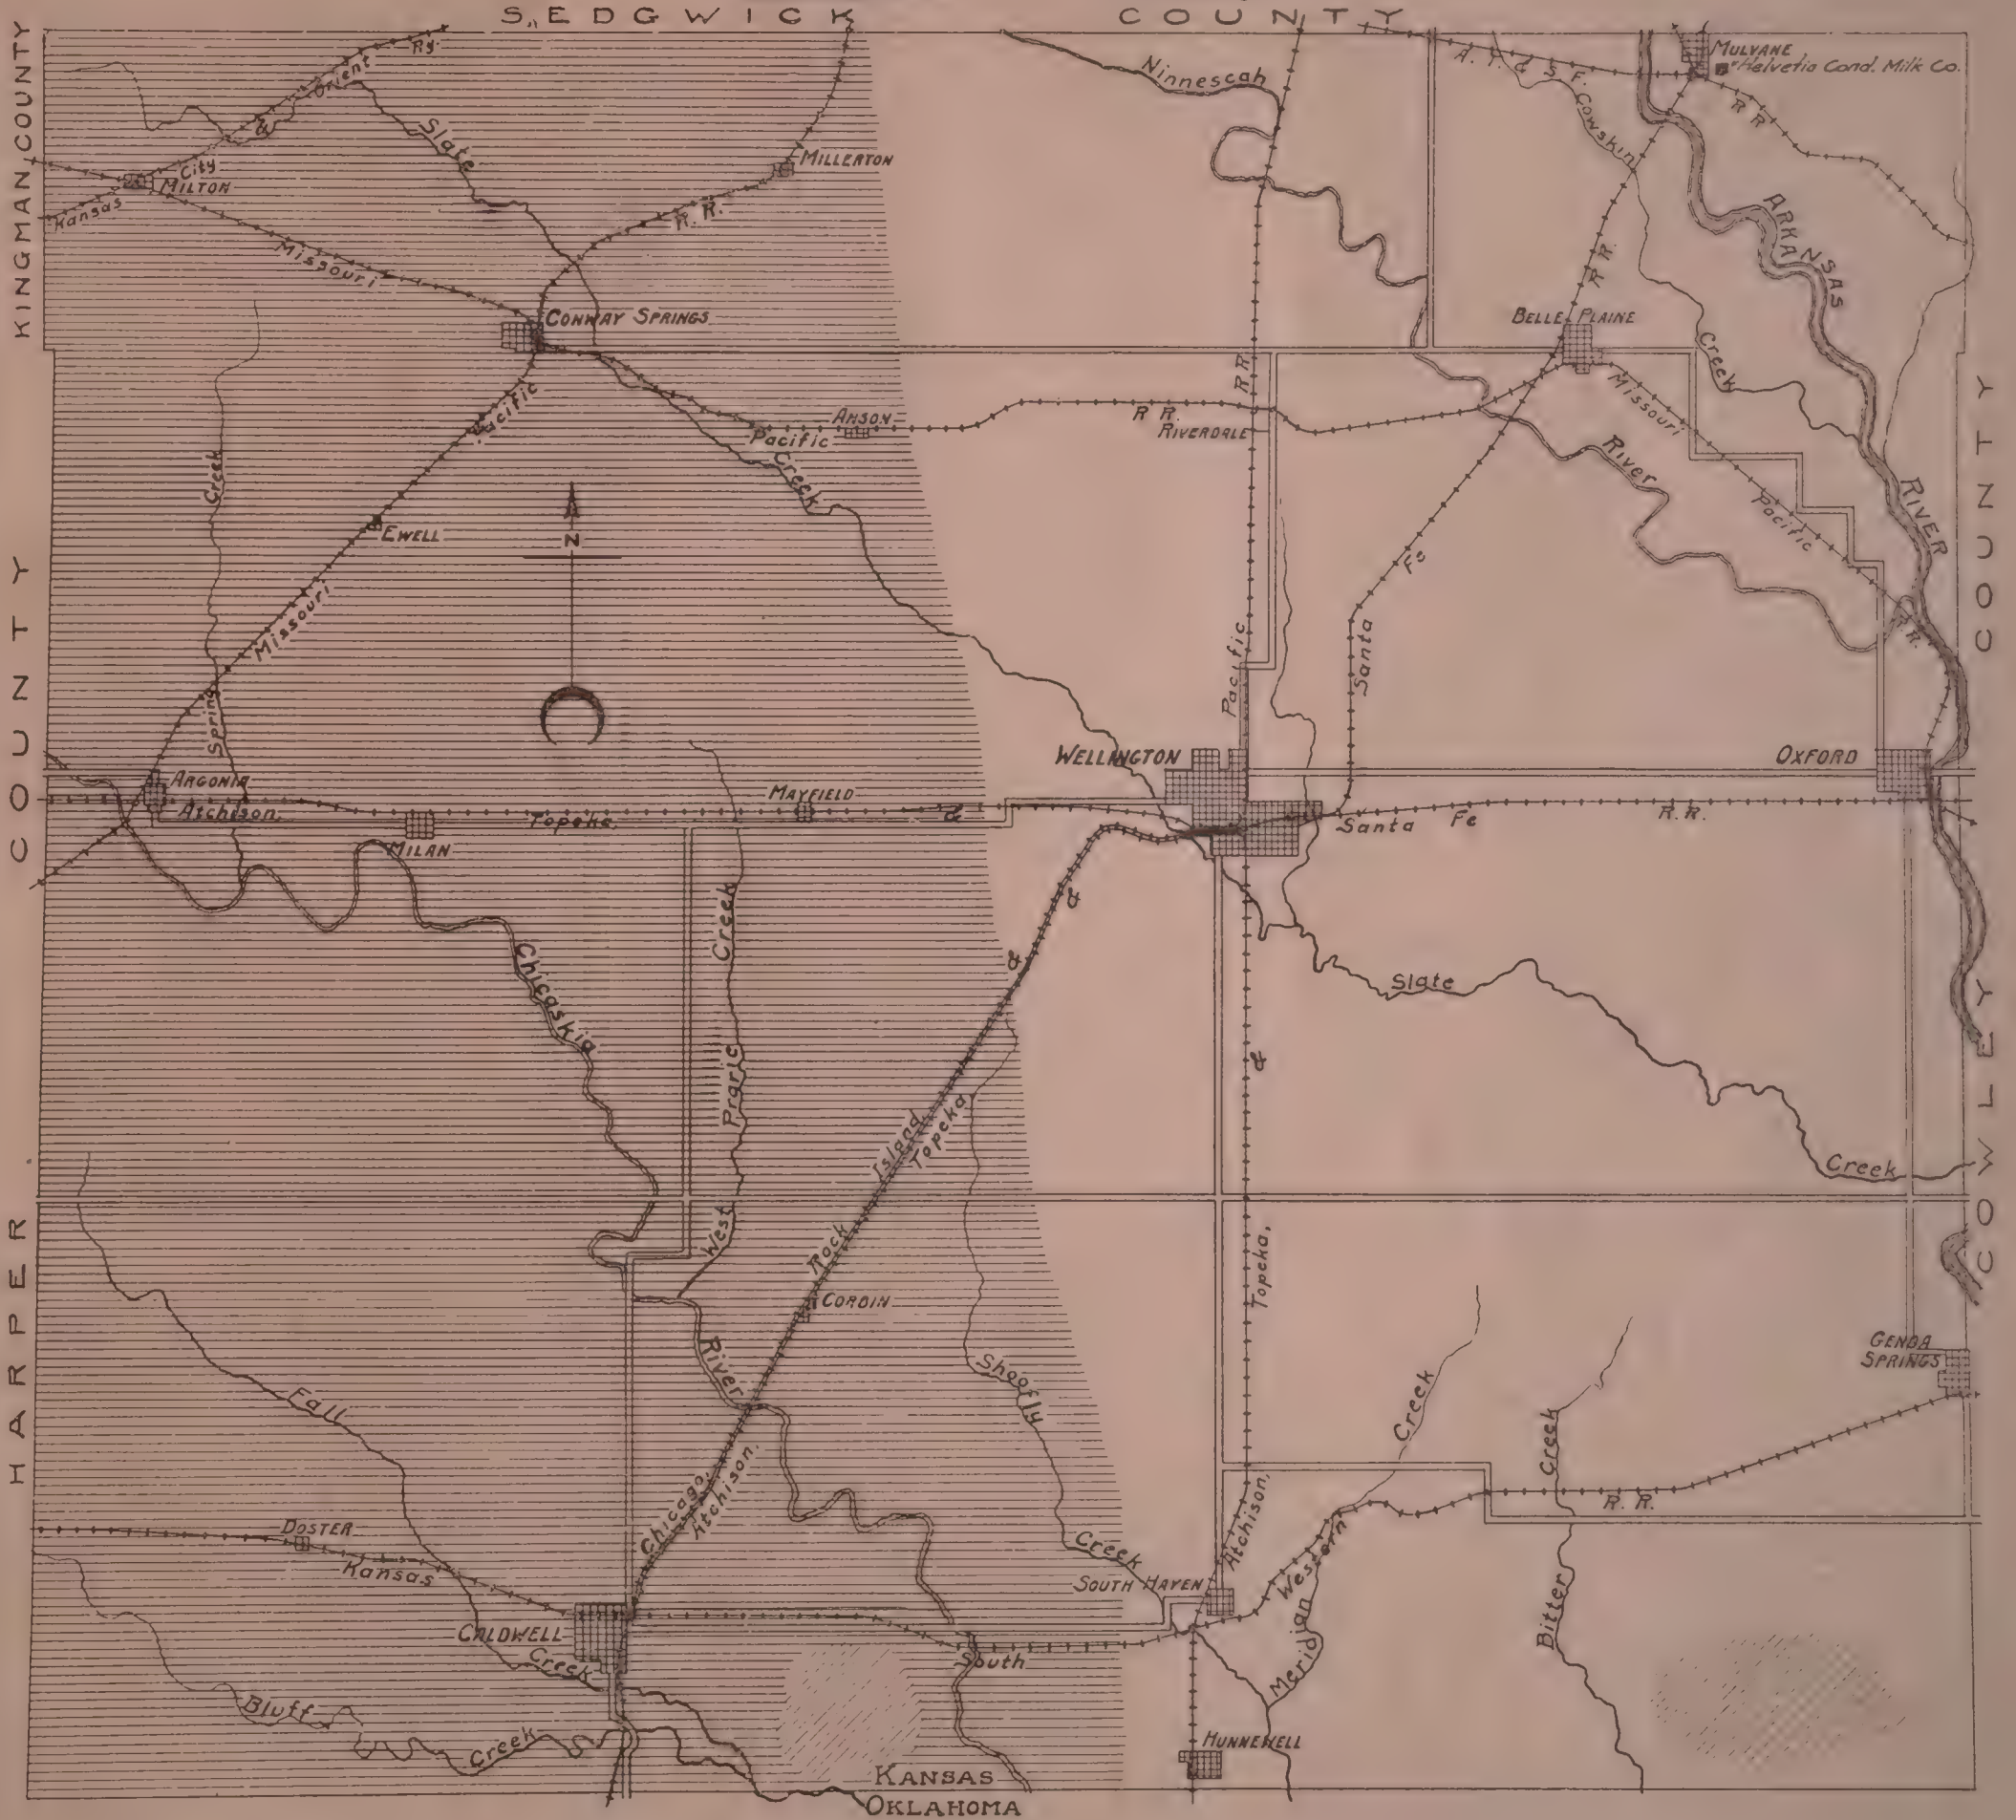 SEDGWICK COUNTY
KINGMAN COUNTY
Ry.
Orient
&
City
Kansas
MILTON
Slate
MILLERTON
R. R.
Missouri
CONWAY SPRINGS
Ninnescah
A. T. & S. F.
R R
MULVANE
Helvetia Cond. Milk Co.
Cowskin
ARKANSAS
R R.
BELLE PLAINE
Creek
Pacific
ANSON
Pacific
Creek
R. R.
R R.
RIVERDALE
Missouri
River
Pacific
R. R.
RIVER
Creek
EWELL
N
Missouri
Spring
Fe
Santa
Pacific
COUNTY
COUNTY
ARGONIA
Atchison,
MILAN
Topeka,
MAYFIELD
&
WELLINGTON
Santa Fe R.R.
OXFORD
Chicaskia
Creek
Prarie
West
&
&
&
Slate
Creek
COWLEY
HARPER
Island
Topeka
Rock
CORBIN
River
Shoofly
Topeka,
Creek
Creek
GENDA
SPRINGS
Fall
Chicago,
Atchison,
DOSTER
Kansas
Creek
SOUTH HAVEN
Atchison,
Western
Meridian
R. R.
Bitter
CALDWELL
Creek
South
Bluff
Creek
HUNNEWELL
KANSAS
OKLAHOMA